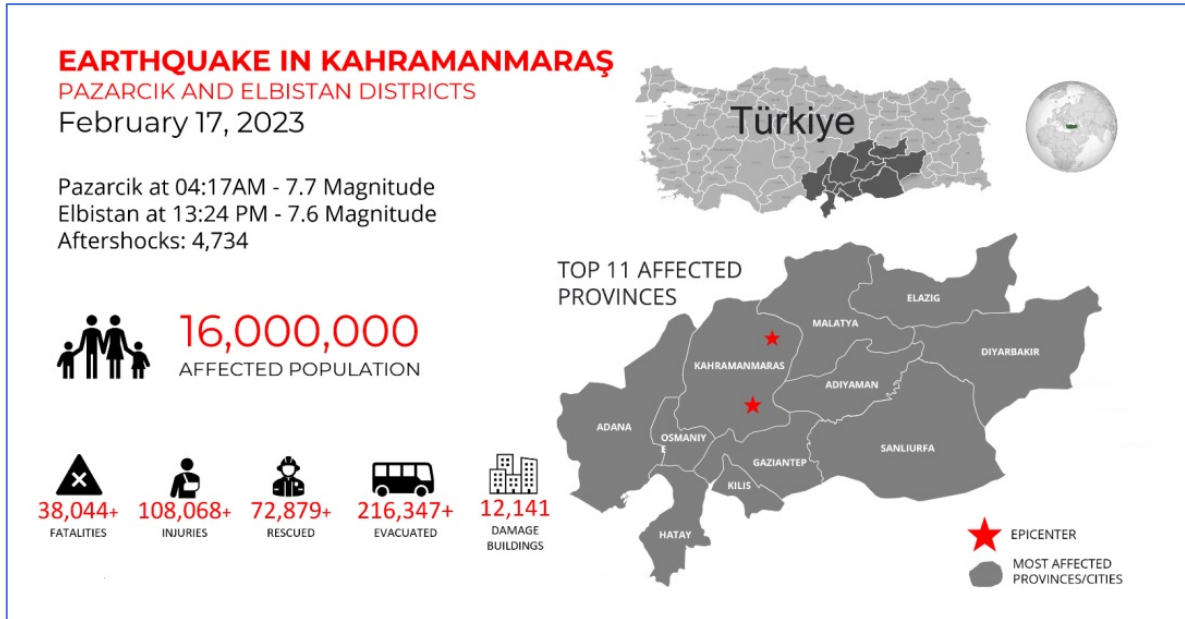 EARTHQUAKE IN KAHRAMANMARAŞ
PAZARCIK AND ELBISTAN DISTRICTS
February 17, 2023
Pazarcik at 04:17AM - 7.7 Magnitude
Elbistan at 13:24 PM - 7.6 Magnitude
Aftershocks: 4,734
16,000,000
AFFECTED POPULATION
38,044+
FATALITIES
108,068+
INJURIES
72,879+
RESCUED
216,347+
EVACUATED
12,141
DAMAGE
BUILDINGS
Türkiye
TOP 11 AFFECTED
PROVINCES
ELAZIG
MALATYA
DIYARBAKIR
KAHRAMANMARAS
ADIYAMAN
ADANA
OSMANIY
E
SANLIURFA
GAZIANTEP
KILIS
HATAY
EPICENTER
MOST AFFECTED
PROVINCES/CITIES